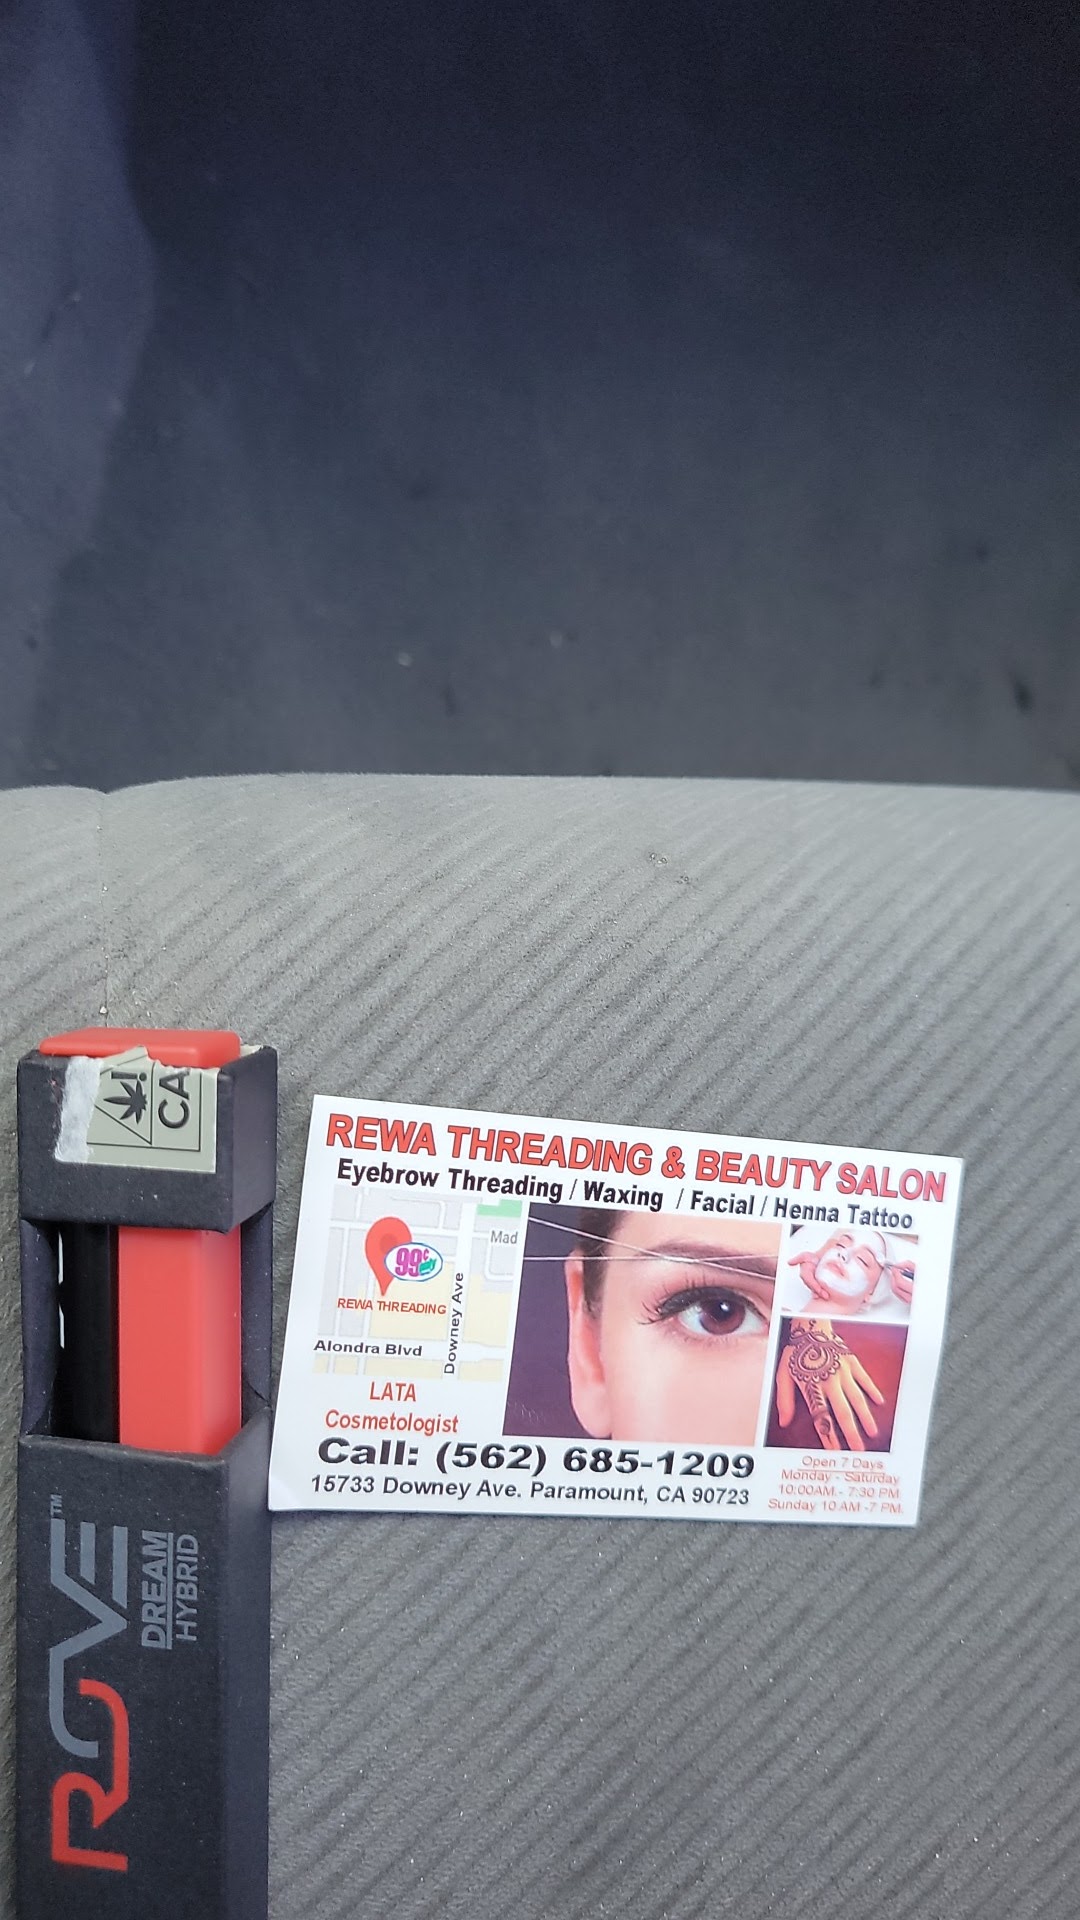 REWA THREADING & BEAUTY SALON
Eyebrow Threading / Waxing / Facial / Henna Tattoo
Mad
99¢
only
REWA THREADING
Downey Ave
Alondra Blvd
LATA
Cosmetologist
Call: (562) 685-1209
15733 Downey Ave. Paramount, CA 90723
Open 7 Days
Monday - Saturday
10:00AM.- 7:30 PM
Sunday 10 AM -7 PM.
!
CA
ROVE™
DREAM
HYBRID